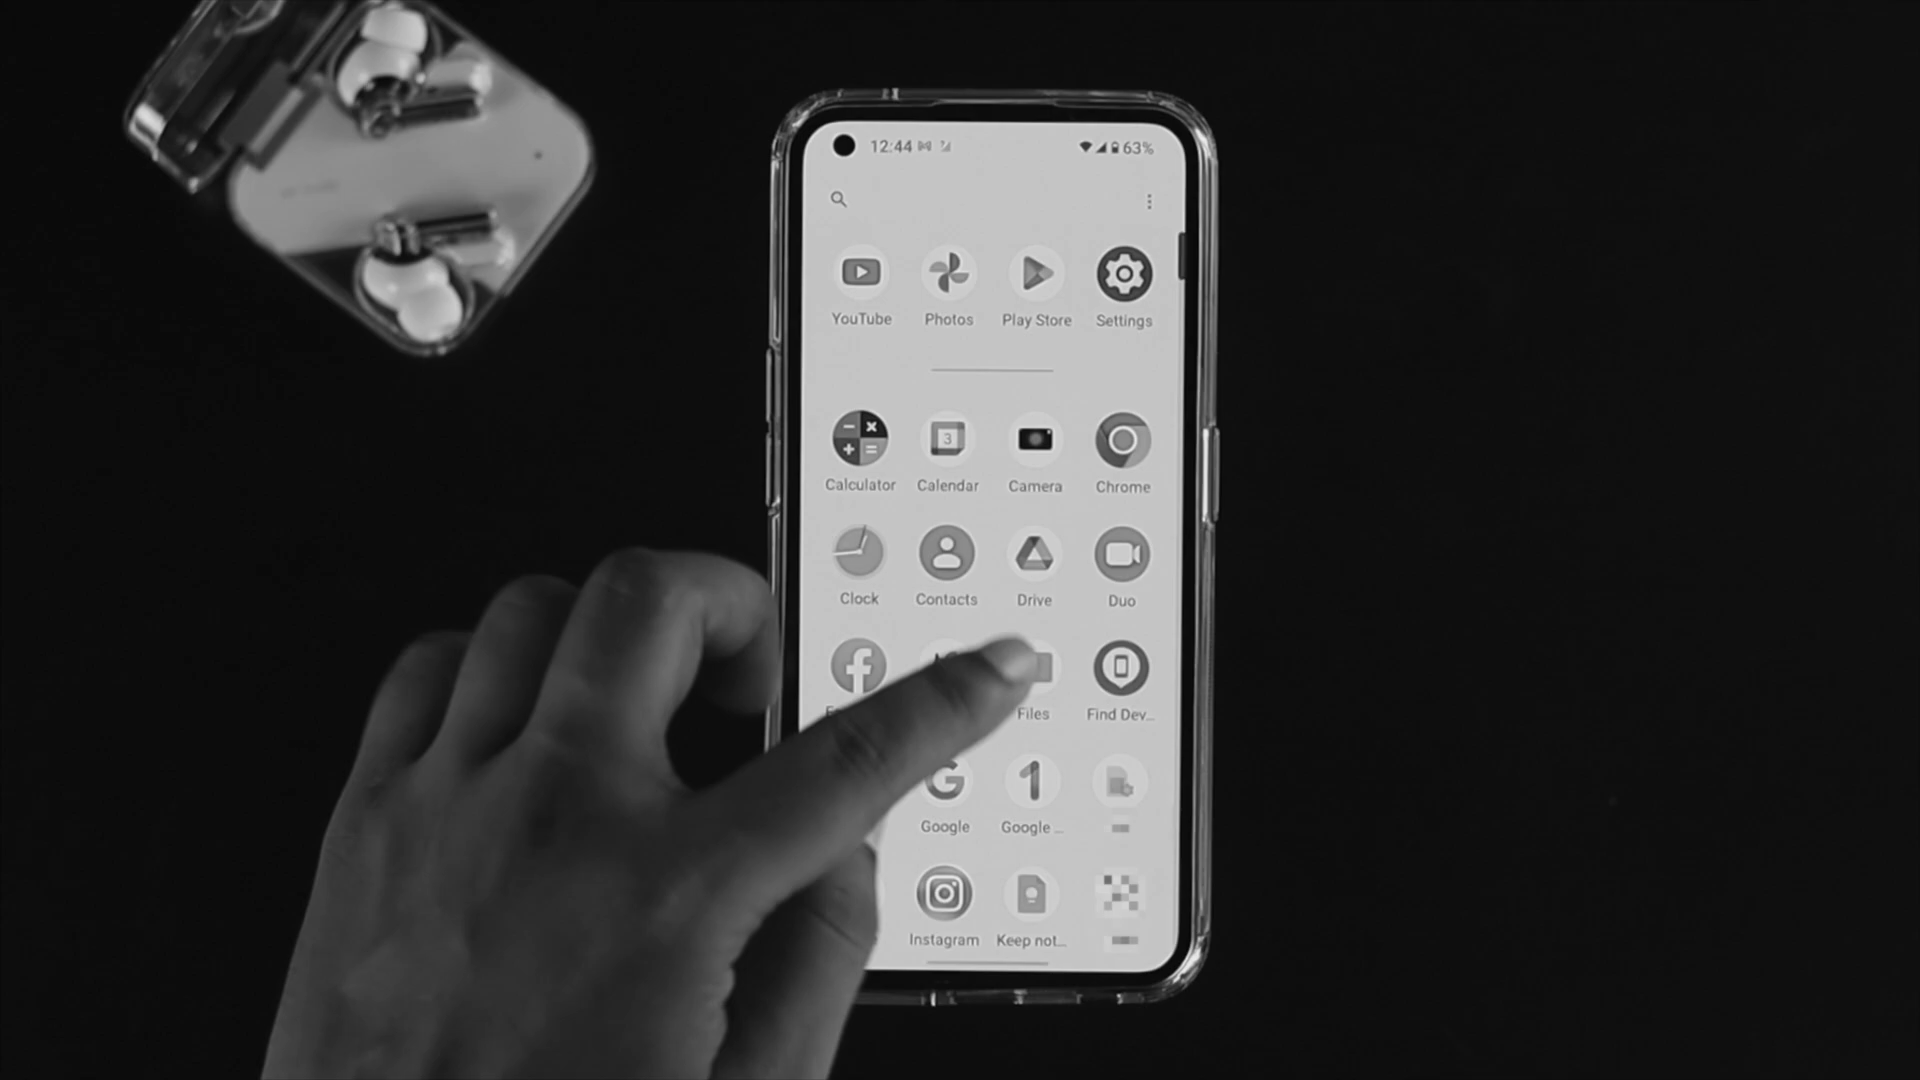 12:44 63%
YouTube Photos Play Store Settings
Calculator Calendar Camera Chrome
3
Clock Contacts Drive Duo
Files Find Dev...
Google Google ...
Instagram Keep not...